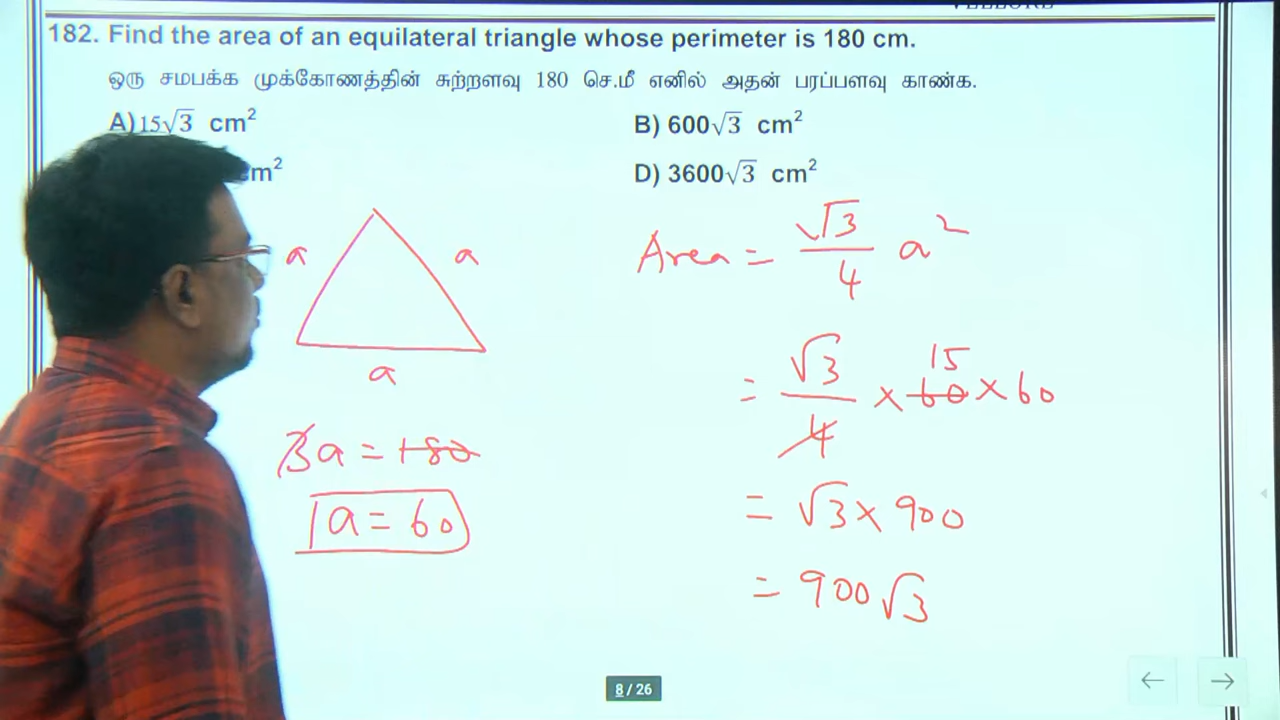 182. Find the area of an equilateral triangle whose perimeter is 180 cm.
ஒரு சமபக்க முக்கோணத்தின் சுற்றளவு 180 செ.மீ எனில் அதன் பரப்பளவு காண்க.
A) 15√3 cm²
B) 600√3 cm²
cm²
D) 3600√3 cm²
a
a
a
3a = 180
a = 60
Area = √3/4 a²
15
= √3/4 × 60 × 60
= √3 × 900
= 900√3
8 / 26